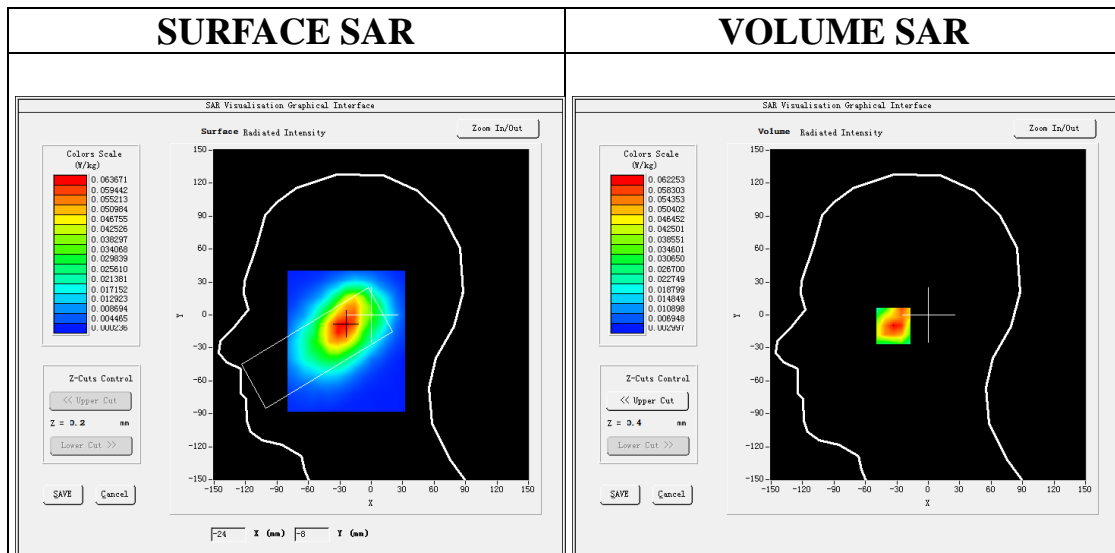 SURFACE SAR
VOLUME SAR
SAR Visualisation Graphical Interface
Surface Radiated Intensity
Zoom In/Out
Colors Scale
(W/kg)
0.063671
0.059442
0.055213
0.050984
0.046755
0.042526
0.038297
0.034068
0.029839
0.025610
0.021381
0.017152
0.012923
0.008694
0.004465
0.000236
Z-Cuts Control
<< Upper Cut
Z = 0.2 mm
Lower Cut >>
SAVE Cancel
150
120
90
60
30
0
-30
-60
-90
-120
-150
Y
-150 -120 -90 -60 -30 0 30 60 90 120 150
X
-24 X (mm) -8 Y (mm)
SAR Visualisation Graphical Interface
Volume Radiated Intensity
Zoom In/Out
Colors Scale
(W/kg)
0.062253
0.058303
0.054353
0.050402
0.046452
0.042501
0.038551
0.034601
0.030650
0.026700
0.022749
0.018799
0.014849
0.010898
0.006948
0.002997
Z-Cuts Control
<< Upper Cut
Z = 0.4 mm
Lower Cut >>
SAVE Cancel
150
120
90
60
30
0
-30
-60
-90
-120
-150
Y
-150 -120 -90 -60 -30 0 30 60 90 120 150
X